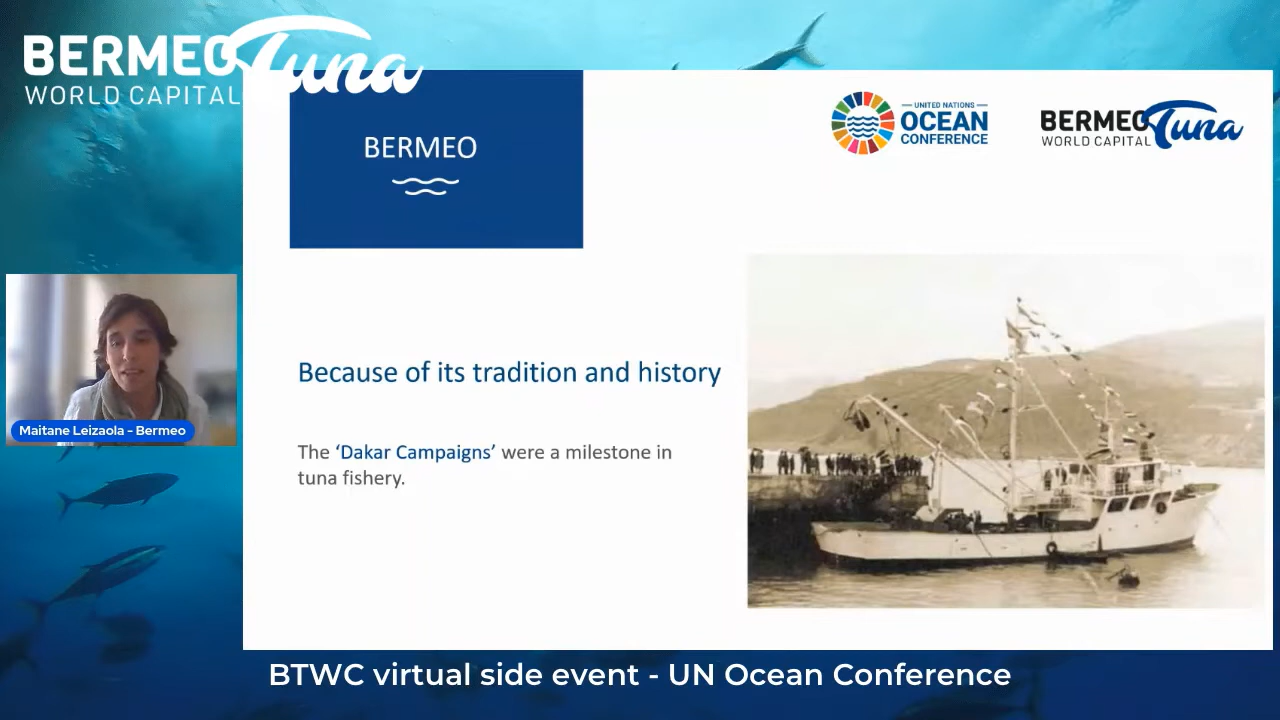 BERMEO Tuna
WORLD CAPITAL
BERMEO
UNITED NATIONS
OCEAN
CONFERENCE
BERMEO Tuna
WORLD CAPITAL
Because of its tradition and history
The ‘Dakar Campaigns’ were a milestone in
tuna fishery.
Maitane Leizaola - Bermeo
BTWC virtual side event - UN Ocean Conference